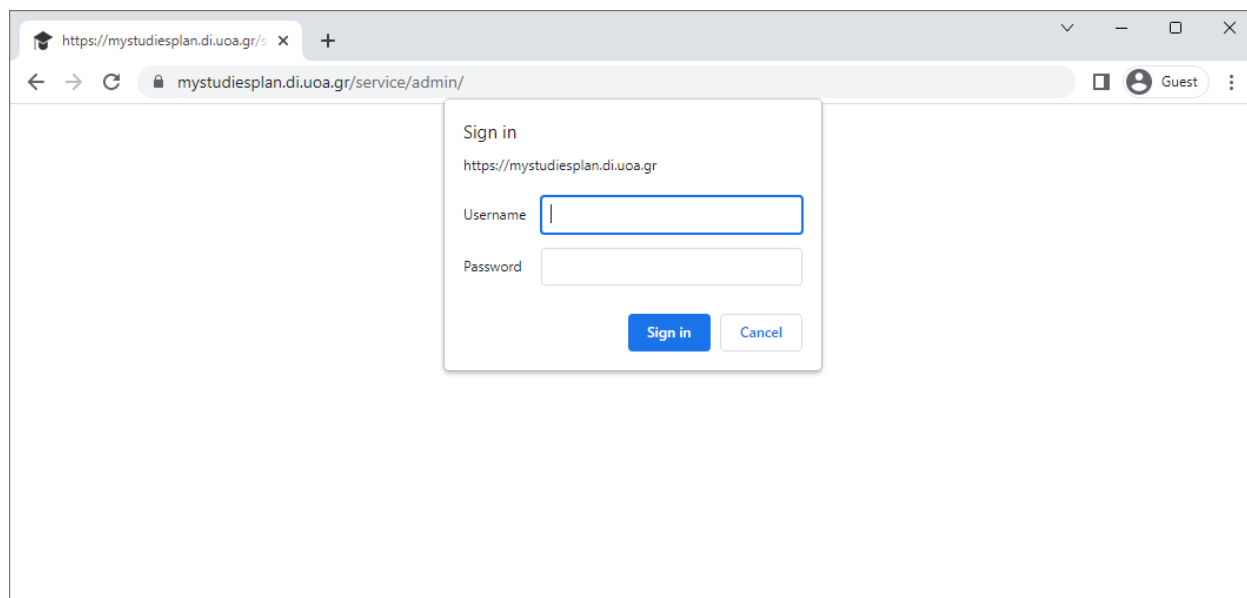 https://mystudiesplan.di.uoa.gr/s
mystudiesplan.di.uoa.gr/service/admin/
Guest
Sign in
https://mystudiesplan.di.uoa.gr
Username
Password
Sign in
Cancel